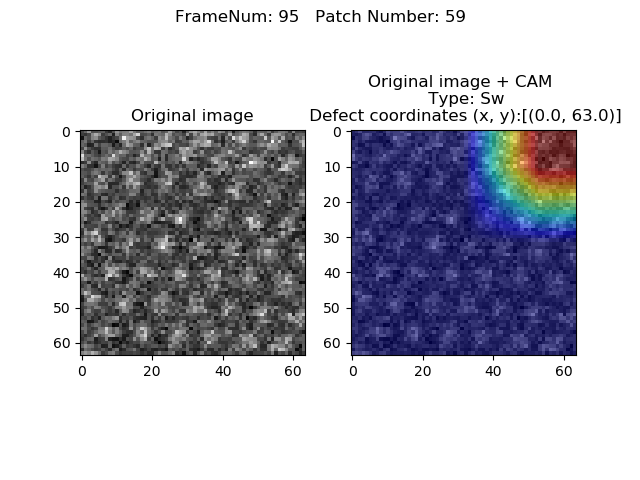 FrameNum: 95   Patch Number: 59
Original image
0
10
20
30
40
50
60
0 20 40 60
Original image + CAM
Type: Sw
Defect coordinates (x, y):[(0.0, 63.0)]
0
10
20
30
40
50
60
0 20 40 60